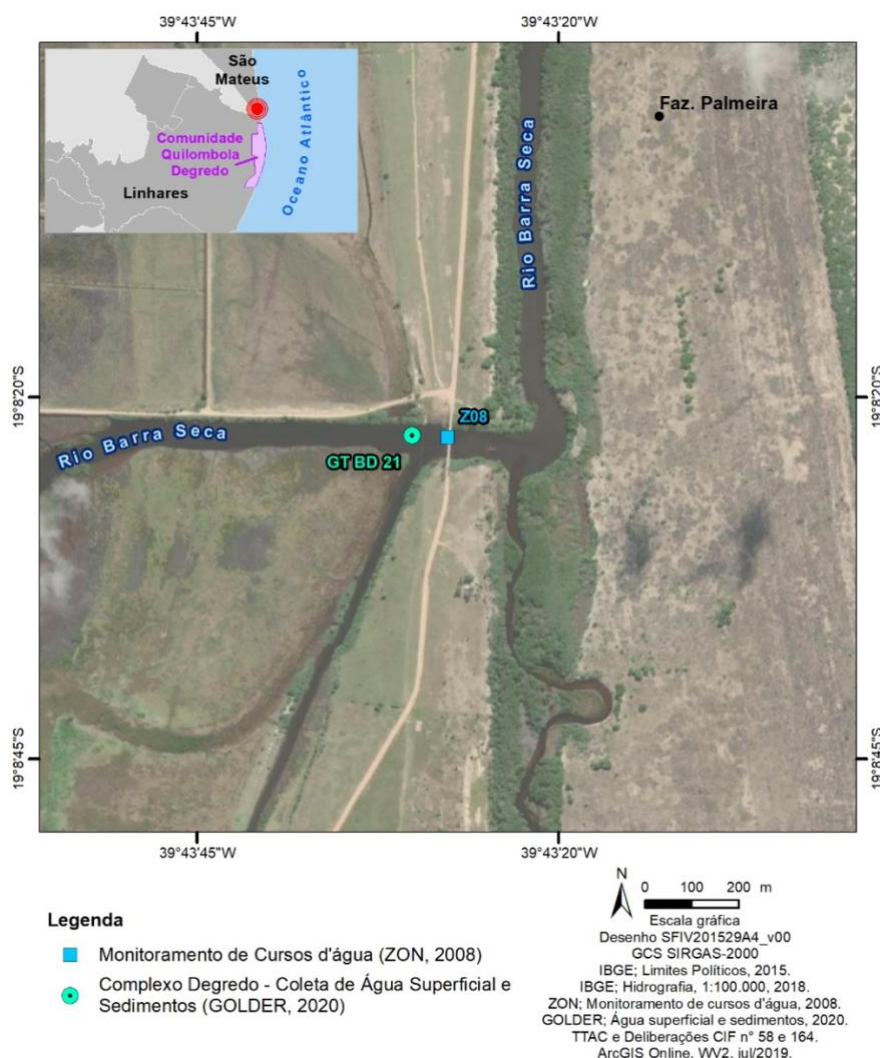 39°43'45"W
39°43'20"W
São
Mateus
Comunidade
Quilombola
Degredo
Linhares
Oceano Atlântico
Rio Barra Seca
Faz. Palmeira
19°8'20"S
19°8'20"S
Z08
Rio Barra Seca
GT BD 21
19°8'45"S
19°8'45"S
39°43'45"W
39°43'20"W
N
0 100 200 m
Escala gráfica
Desenho SFIV201529A4_v00
GCS SIRGAS-2000
IBGE; Limites Políticos, 2015.
IBGE; Hidrografia, 1:100.000, 2018.
ZON; Monitoramento de cursos d'água, 2008.
GOLDER; Água superficial e sedimentos, 2020.
TTAC e Deliberações CIF n° 58 e 164.
ArcGIS Online, WV2, jul/2019.
Legenda
Monitoramento de Cursos d'água (ZON, 2008)
Complexo Degredo - Coleta de Água Superficial e
Sedimentos (GOLDER, 2020)